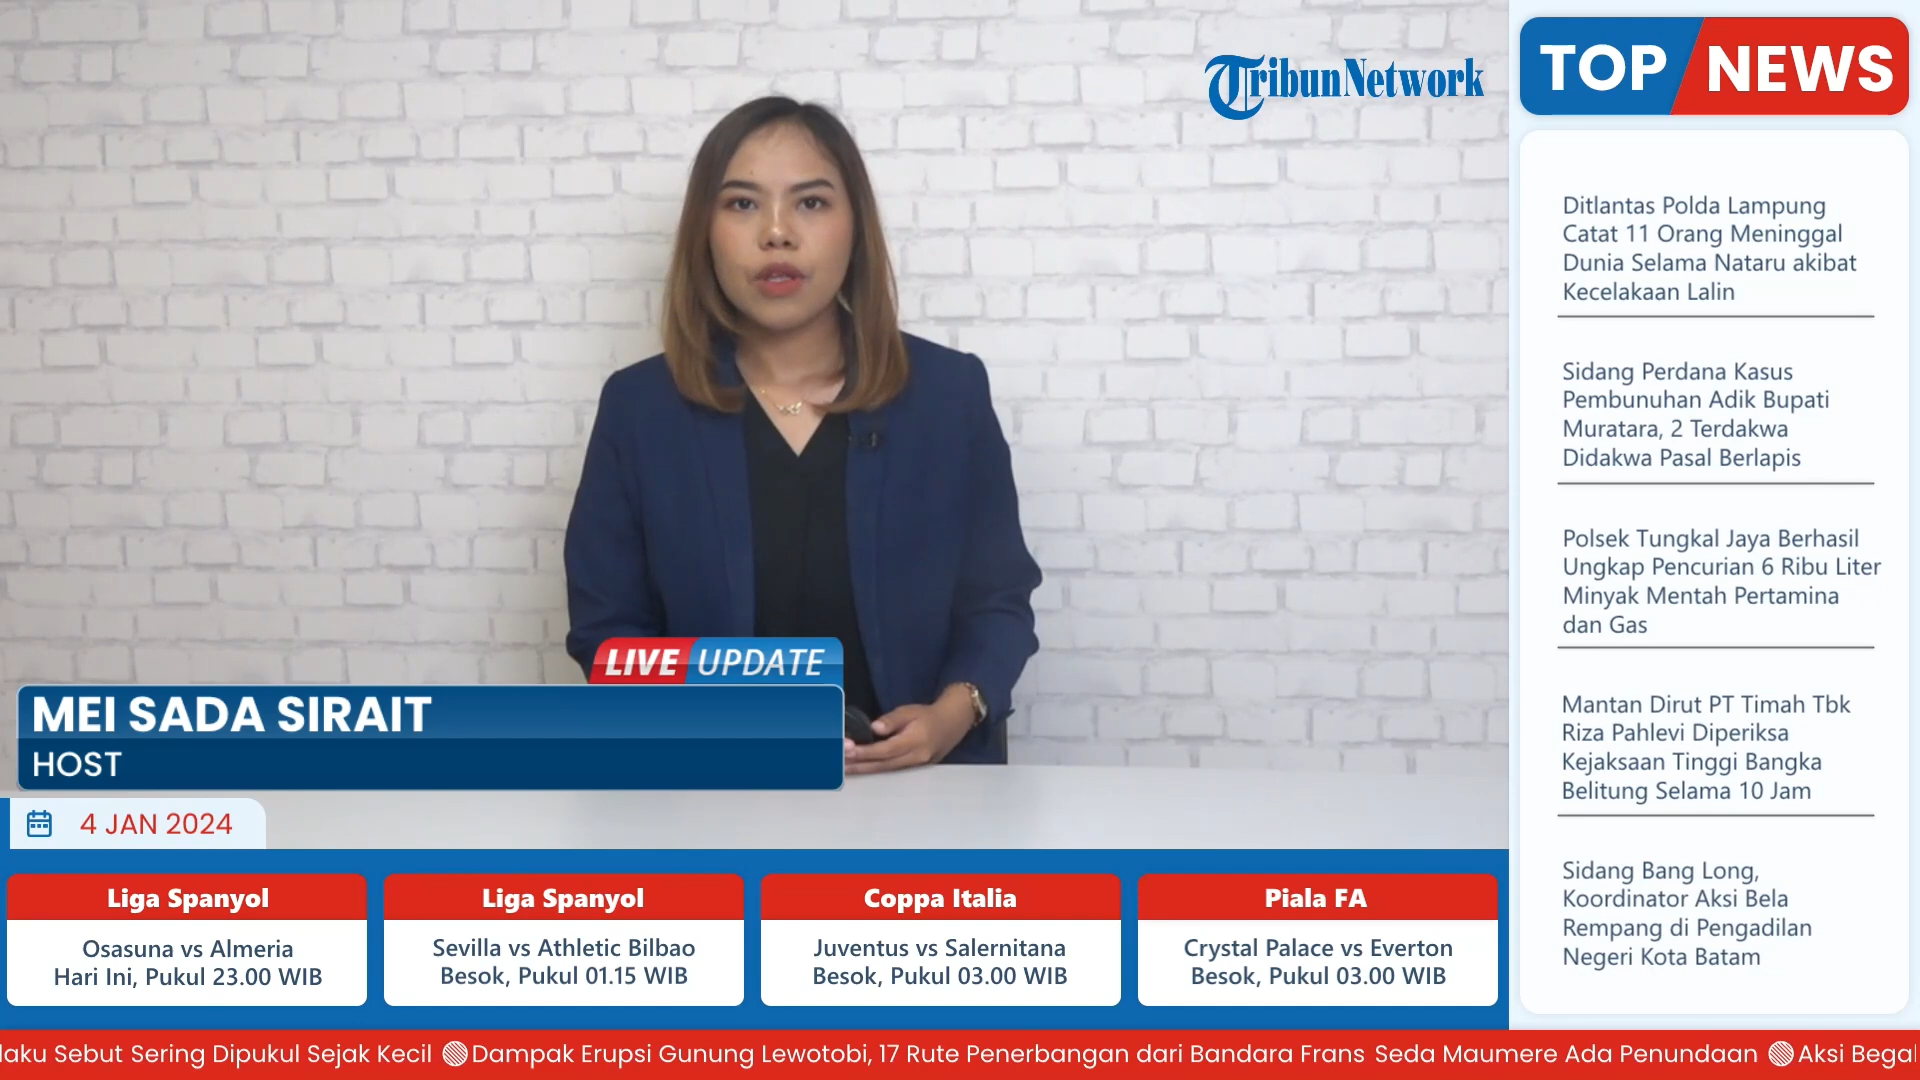 TribunNetwork
TOP NEWS
Ditlantas Polda Lampung
Catat 11 Orang Meninggal
Dunia Selama Nataru akibat
Kecelakaan Lalin
Sidang Perdana Kasus
Pembunuhan Adik Bupati
Muratara, 2 Terdakwa
Didakwa Pasal Berlapis
Polsek Tungkal Jaya Berhasil
Ungkap Pencurian 6 Ribu Liter
Minyak Mentah Pertamina
dan Gas
Mantan Dirut PT Timah Tbk
Riza Pahlevi Diperiksa
Kejaksaan Tinggi Bangka
Belitung Selama 10 Jam
Sidang Bang Long,
Koordinator Aksi Bela
Rempang di Pengadilan
Negeri Kota Batam
LIVE UPDATE
MEI SADA SIRAIT
HOST
4 JAN 2024
Liga Spanyol
Osasuna vs Almeria
Hari Ini, Pukul 23.00 WIB
Liga Spanyol
Sevilla vs Athletic Bilbao
Besok, Pukul 01.15 WIB
Coppa Italia
Juventus vs Salernitana
Besok, Pukul 03.00 WIB
Piala FA
Crystal Palace vs Everton
Besok, Pukul 03.00 WIB
laku Sebut Sering Dipukul Sejak Kecil Dampak Erupsi Gunung Lewotobi, 17 Rute Penerbangan dari Bandara Frans Seda Maumere Ada Penundaan Aksi Begal